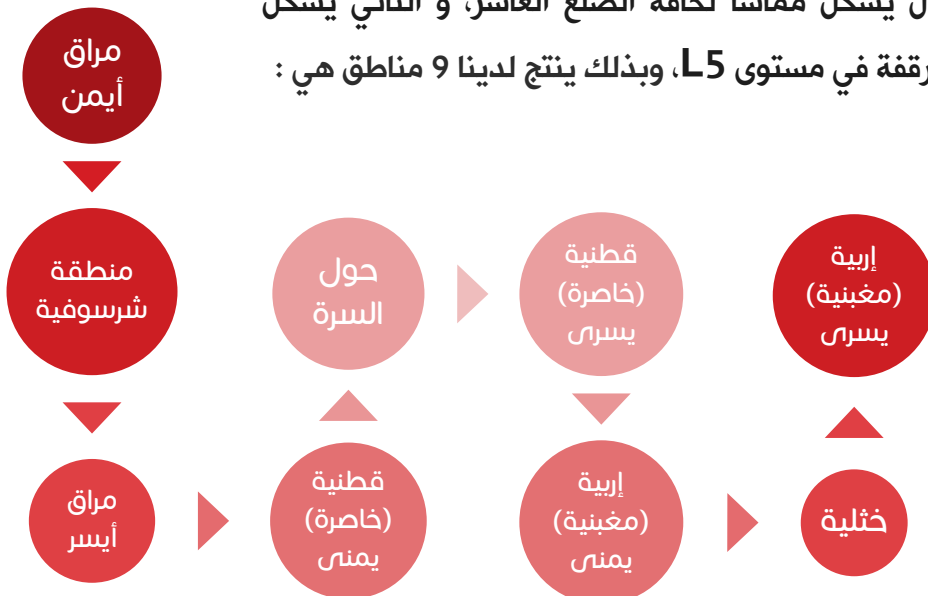 يشكل مماساً لحافة الضلع العاشر، و الثاني يشكل
في مستوى L5، وبذلك ينتج لدينا 9 مناطق هي :
مراق
أيمن
منطقة
شرسوفية
مراق
أيسر
قطنية
(خاصرة)
يمنى
حول
السرة
قطنية
(خاصرة)
يسرى
إربية
(مغبنية)
يمنى
خثلية
إربية
(مغبنية)
يسرى